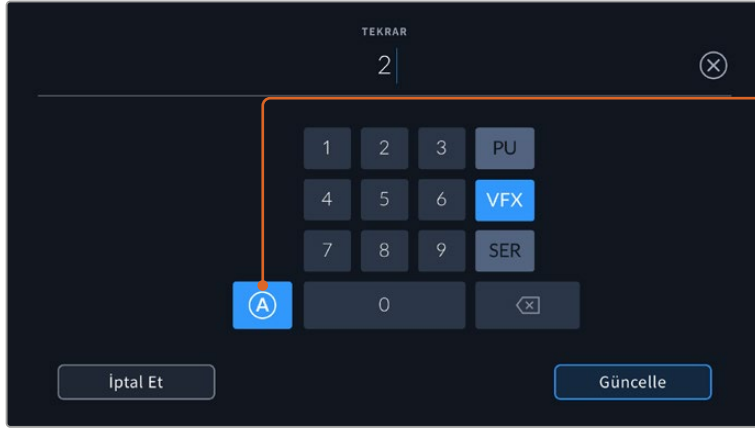 TEKRAR
2
1 2 3 PU
4 5 6 VFX
7 8 9 SER
A 0
İptal Et Güncelle